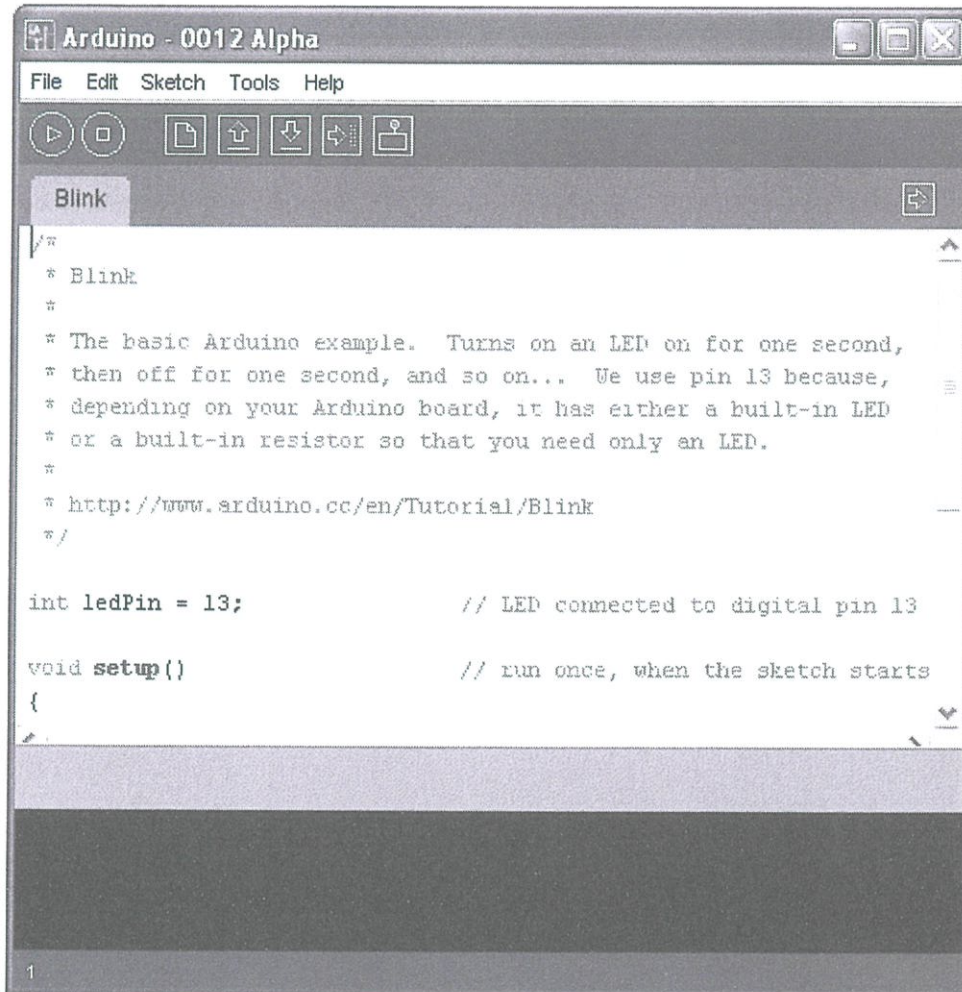 Arduino - 0012 Alpha
File Edit Sketch Tools Help
Blink
/*
* Blink
*
* The basic Arduino example. Turns on an LED on for one second,
* then off for one second, and so on... We use pin 13 because,
* depending on your Arduino board, it has either a built-in LED
* or a built-in resistor so that you need only an LED.
*
* http://www.arduino.cc/en/Tutorial/Blink
*/
int ledPin = 13; // LED connected to digital pin 13
void setup() // run once, when the sketch starts
{
1